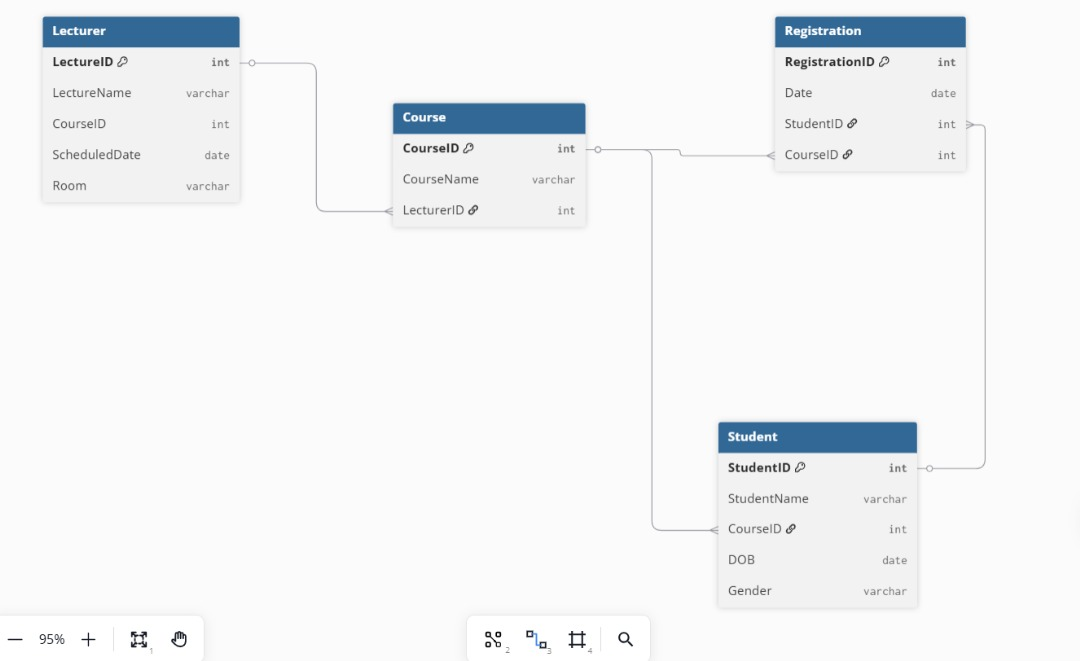 Lecturer
LectureID int
LectureName varchar
CourseID int
ScheduledDate date
Room varchar
Course
CourseID int
CourseName varchar
LecturerID int
Registration
RegistrationID int
Date date
StudentID int
CourseID int
Student
StudentID int
StudentName varchar
CourseID int
DOB date
Gender varchar
95%
1
2
3
4